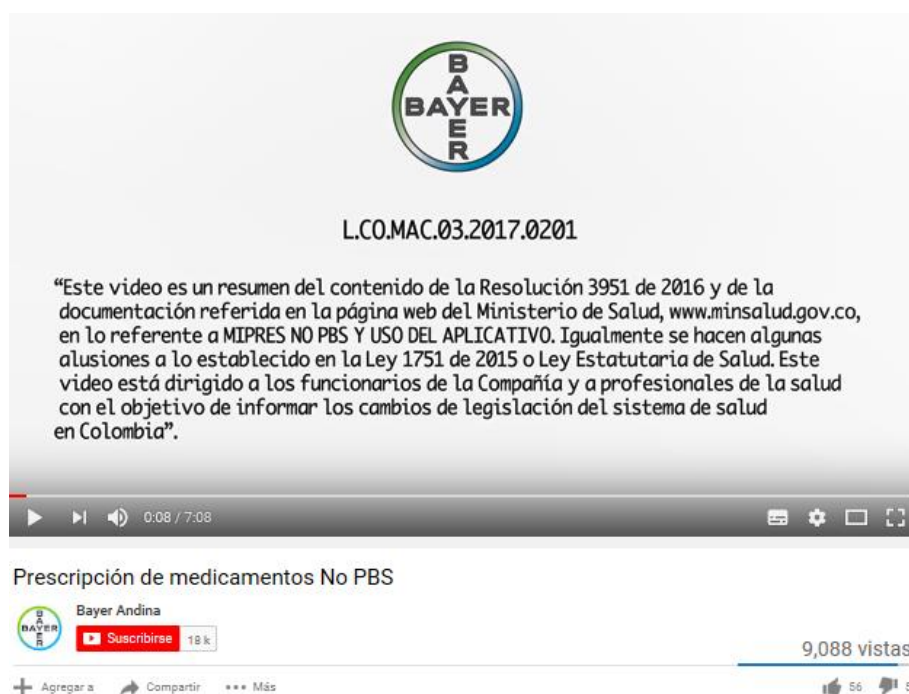 BAYER
BAYER
L.CO.MAC.03.2017.0201
“Este video es un resumen del contenido de la Resolución 3951 de 2016 y de la
documentación referida en la página web del Ministerio de Salud, www.minsalud.gov.co,
en lo referente a MIPRES NO PBS Y USO DEL APLICATIVO. Igualmente se hacen algunas
alusiones a lo establecido en la Ley 1751 de 2015 o Ley Estatutaria de Salud. Este
video está dirigido a los funcionarios de la Compañía y a profesionales de la salud
con el objetivo de informar los cambios de legislación del sistema de salud
en Colombia”.
0:08 / 7:08
Prescripción de medicamentos No PBS
BAYER
BAYER
Bayer Andina
Suscribirse 18 k
9,088 vistas
Agregar a Compartir Más
56